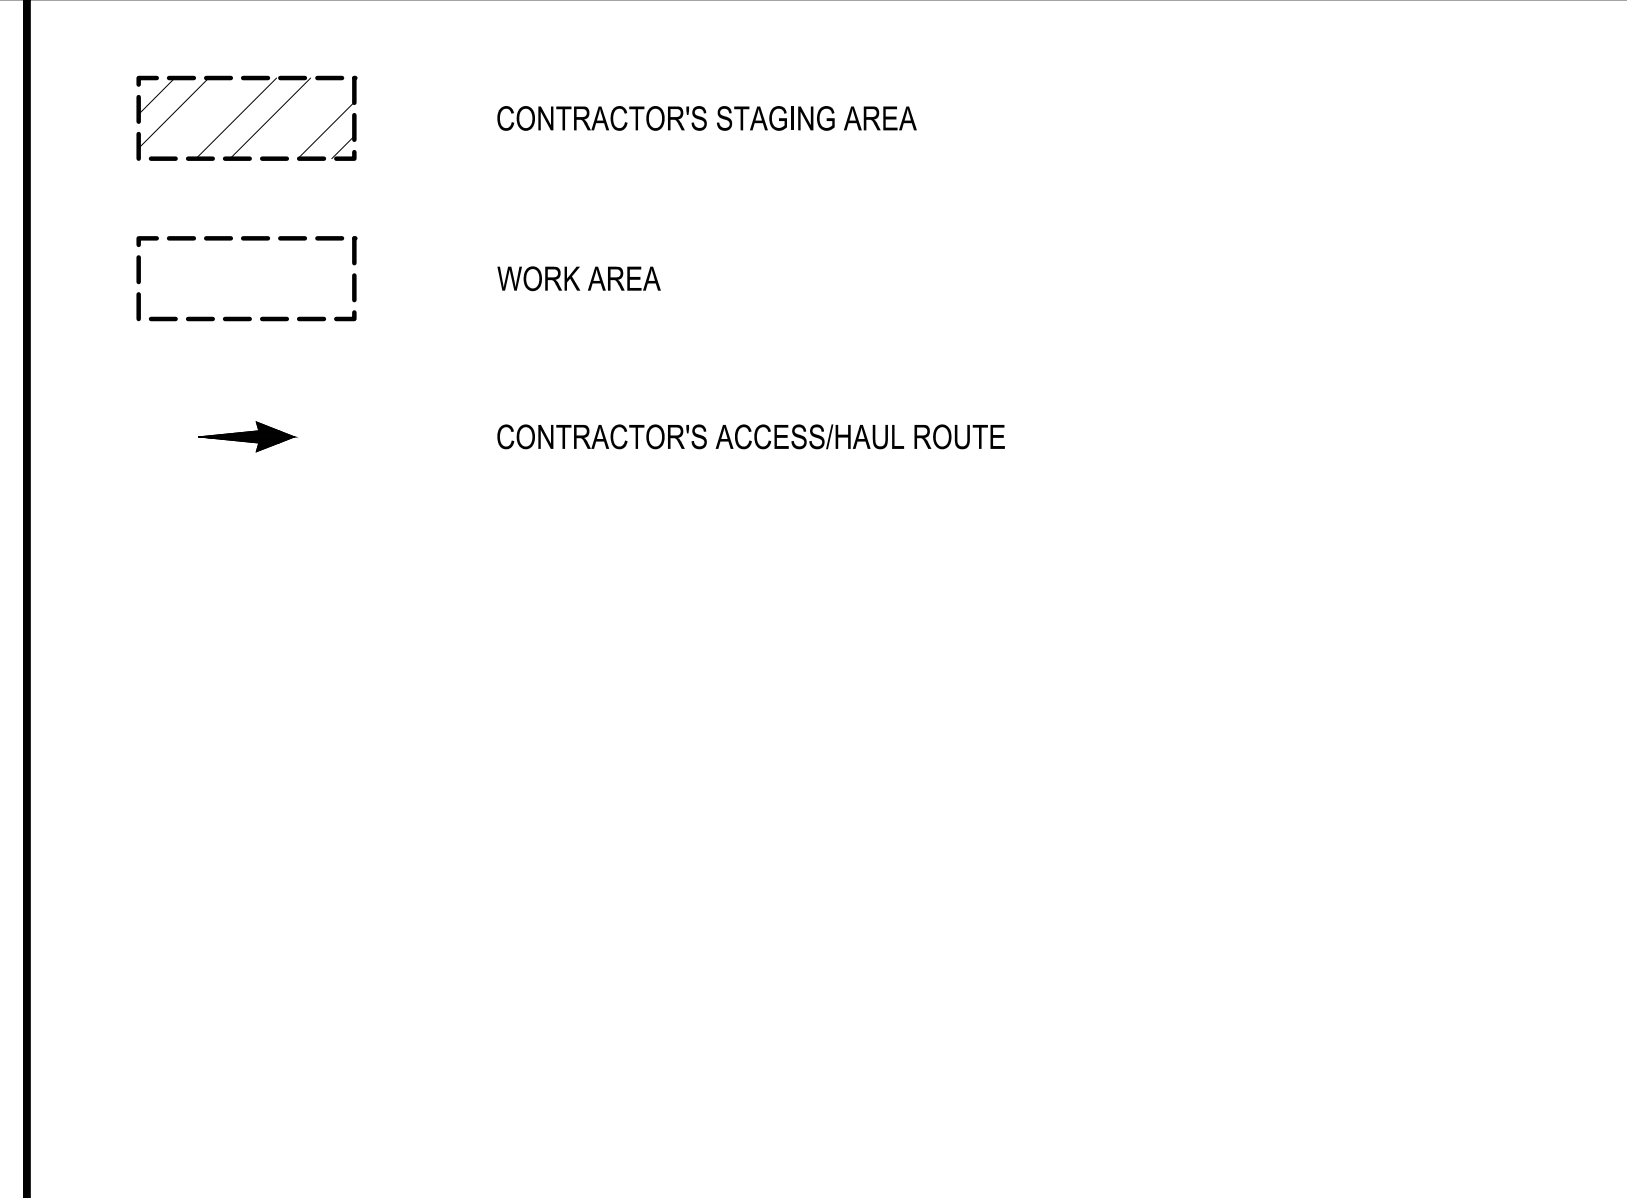 CONTRACTOR'S STAGING AREA
WORK AREA
CONTRACTOR'S ACCESS/HAUL ROUTE